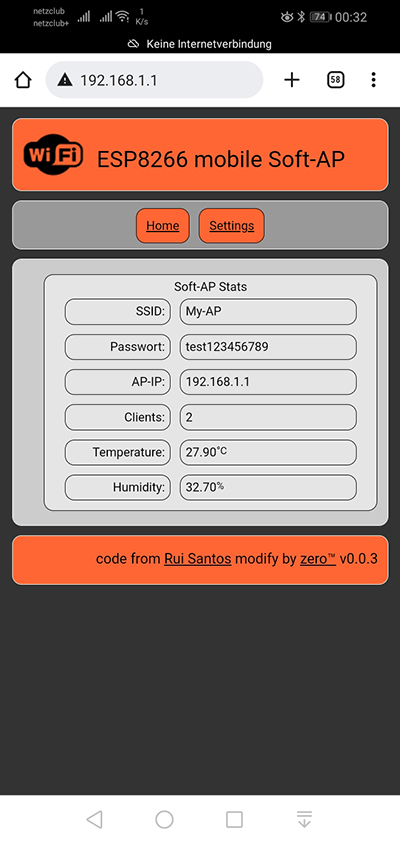 netzclub
netzclub+
1
K/s
74
00:32
Keine Internetverbindung
192.168.1.1
58
WiFi ESP8266 mobile Soft-AP
Home Settings
Soft-AP Stats
SSID: My-AP
Passwort: test123456789
AP-IP: 192.168.1.1
Clients: 2
Temperature: 27.90°C
Humidity: 32.70%
code from Rui Santos modify by zero™ v0.0.3